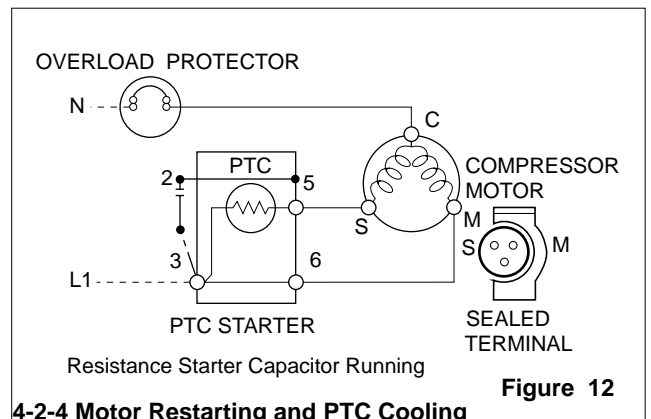 OVERLOAD PROTECTOR
N
C
COMPRESSOR
MOTOR
PTC
2
5
S
M
S
M
3
6
L1
PTC STARTER
SEALED
TERMINAL
Resistance Starter Capacitor Running
Figure 12
4-2-4 Motor Restarting and PTC Cooling